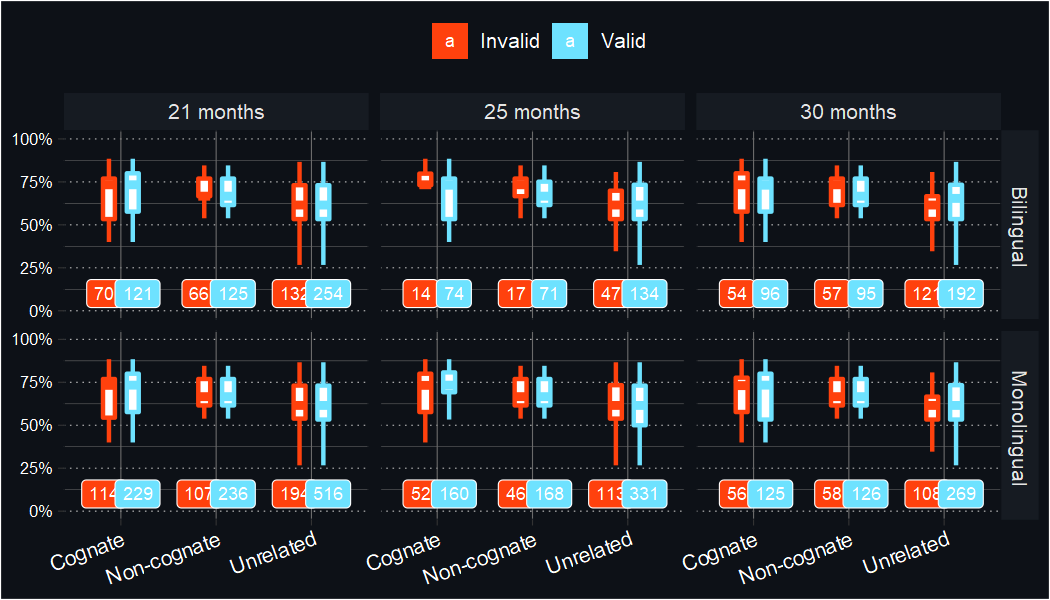 a Invalid a Valid
21 months 25 months 30 months
100%
75%
50%
25%
0%
Bilingual
70 121 66 125 132 254 14 74 17 71 47 134 54 96 57 95 121 192
100%
75%
50%
25%
0%
Monolingual
114 229 107 236 194 516 52 160 46 168 113 331 56 125 58 126 108 269
Cognate Non-cognate Unrelated Cognate Non-cognate Unrelated Cognate Non-cognate Unrelated